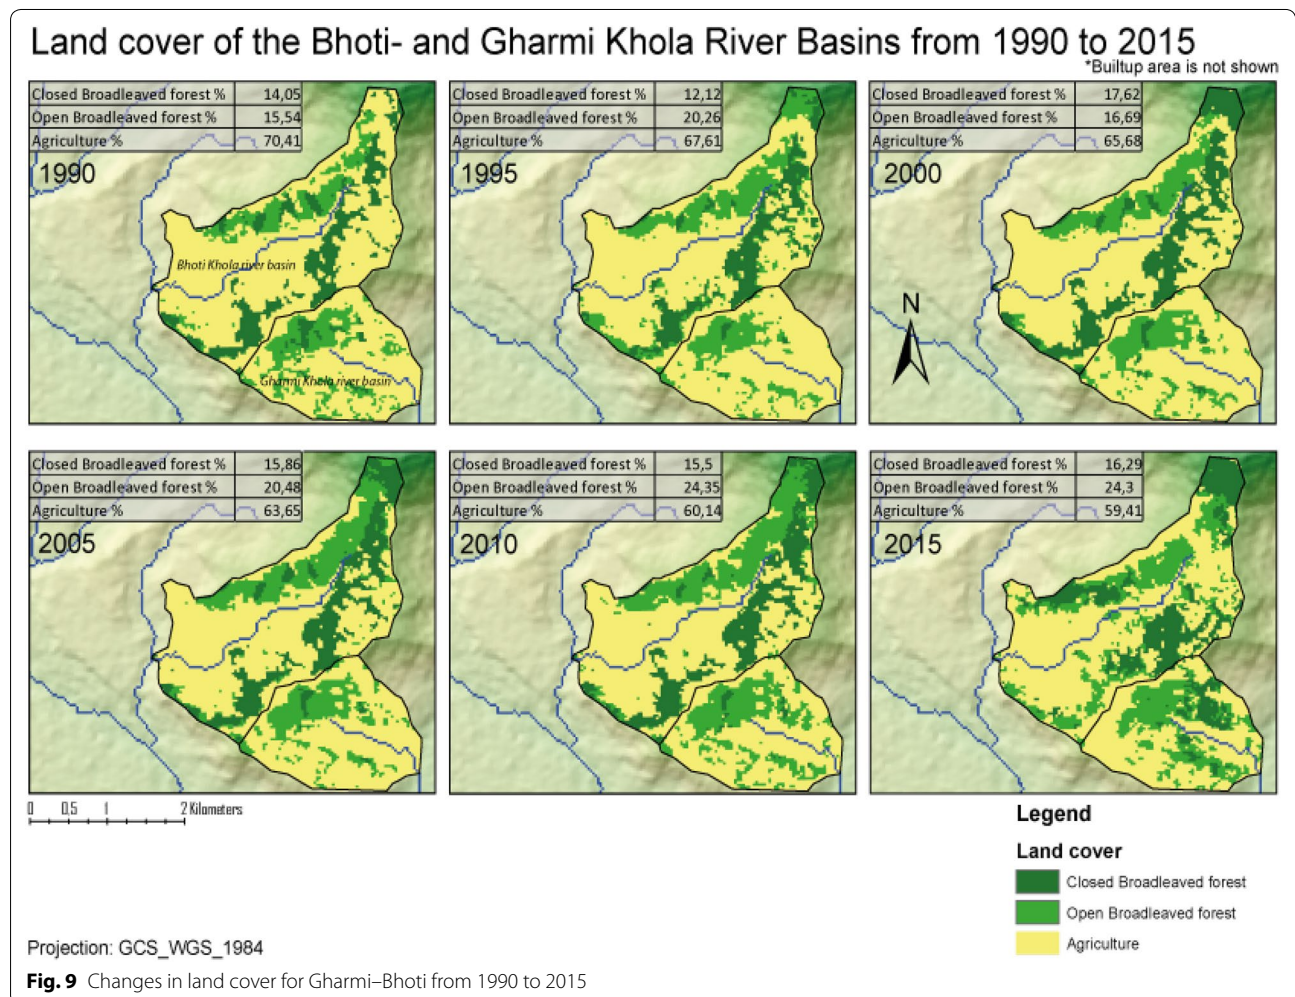 Land cover of the Bhoti- and Gharmi Khola River Basins from 1990 to 2015
*Builtup area is not shown
Closed Broadleaved forest % 14,05
Open Broadleaved forest % 15,54
Agriculture % 70,41
1990
Bhoti Khola river basin
Gharmi Khola river basin
Closed Broadleaved forest % 12,12
Open Broadleaved forest % 20,26
Agriculture % 67,61
1995
Closed Broadleaved forest % 17,62
Open Broadleaved forest % 16,69
Agriculture % 65,68
2000
N
Closed Broadleaved forest % 15,86
Open Broadleaved forest % 20,48
Agriculture % 63,65
2005
Closed Broadleaved forest % 15,5
Open Broadleaved forest % 24,35
Agriculture % 60,14
2010
Closed Broadleaved forest % 16,29
Open Broadleaved forest % 24,3
Agriculture % 59,41
2015
0 0,5 1 2 Kilometers
Legend
Land cover
Closed Broadleaved forest
Open Broadleaved forest
Agriculture
Projection: GCS_WGS_1984
Fig. 9 Changes in land cover for Gharmi–Bhoti from 1990 to 2015